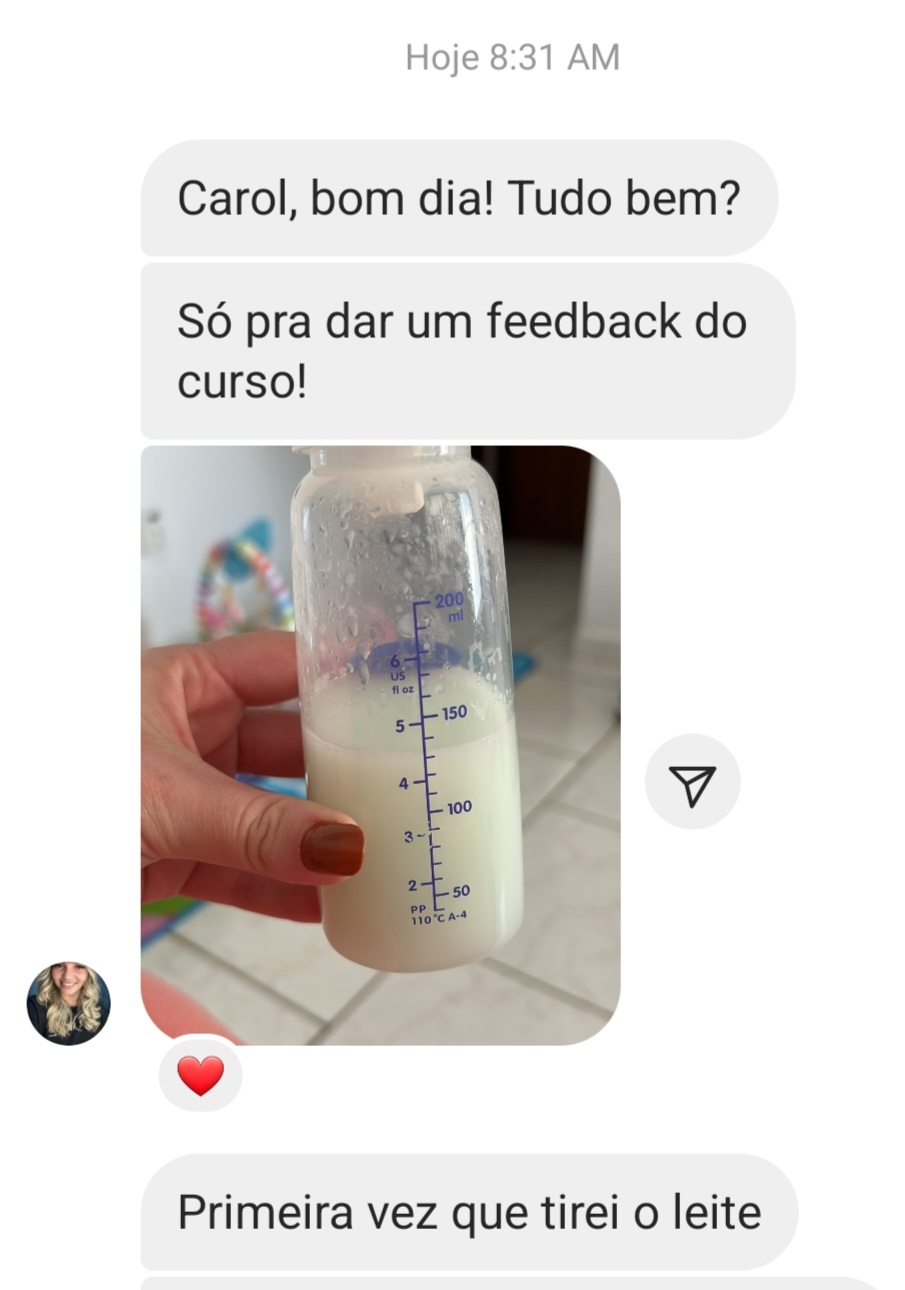 Hoje 8:31 AM
Carol, bom dia! Tudo bem?
Só pra dar um feedback do
curso!
200
ml
6
US
fl oz
5
150
4
100
3
2
50
PP
110°C A-4
Primeira vez que tirei o leite